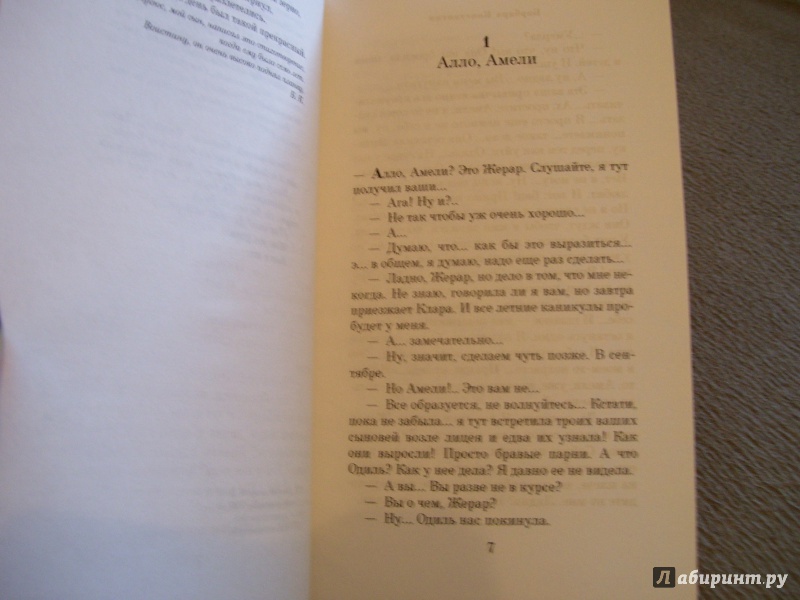 день был такой прекрасный
1
Алло, Амели
— Алло, Амели? Это Жерар. Слушайте, я тут
получил ваши...
— Ага! Ну и?..
— Не так чтобы уж очень хорошо...
— А...
— Думаю, что... как бы это выразиться...
э... в общем, я думаю, надо еще раз сделать...
— Ладно, Жерар, но дело в том, что мне не-
когда. Не знаю, говорила ли я вам, но завтра
приезжает Клара. И все летние каникулы про-
будет у меня.
— А... замечательно...
— Ну, значит, сделаем чуть позже. В сен-
тябре.
— Но Амели!.. Это вам не...
— Все образуется, не волнуйтесь... Кстати,
пока не забыла... я тут встретила троих ваших
сыновей возле лицея и едва их узнала! Как
они выросли! Просто бравые парни. А что
Одиль? Как у нее дела? Я давно ее не видела.
— А вы... Вы разве не в курсе?
— Вы о чем, Жерар?
— Ну... Одиль нас покинула.
7
Лабиринт.ру